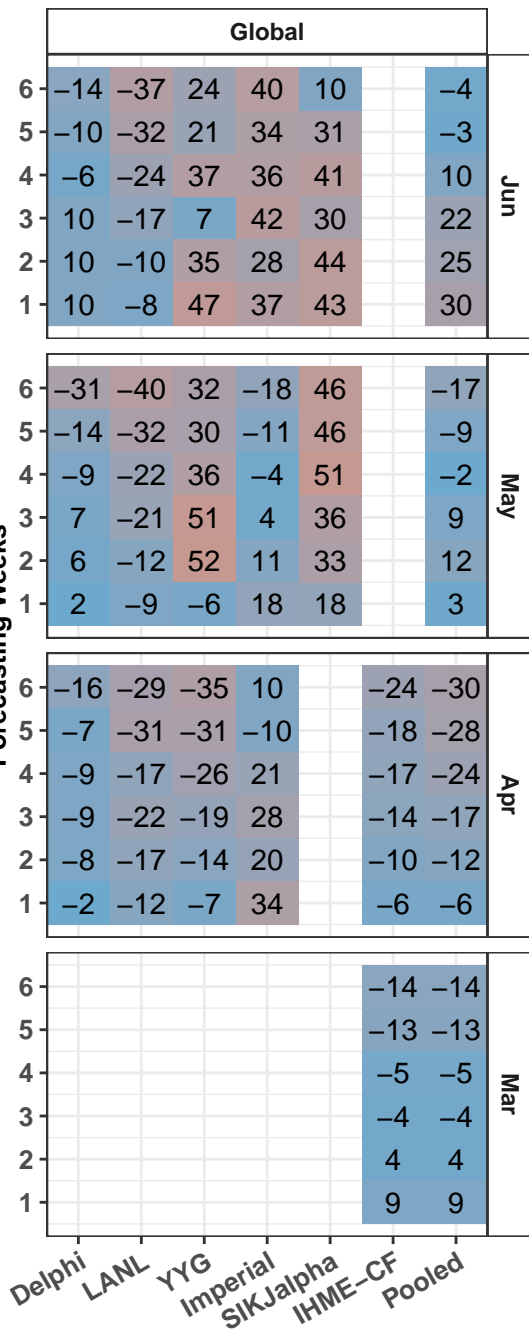 Global
6 −14 −37 24 40 10 −4
5 −10 −32 21 34 31 −3
4 −6 −24 37 36 41 10
3 10 −17 7 42 30 22
2 10 −10 35 28 44 25
1 10 −8 47 37 43 30
Jun
6 −31 −40 32 −18 46 −17
5 −14 −32 30 −11 46 −9
4 −9 −22 36 −4 51 −2
3 7 −21 51 4 36 9
2 6 −12 52 11 33 12
1 2 −9 −6 18 18 3
May
Forecasting Weeks
6 −16 −29 −35 10 −24 −30
5 −7 −31 −31 −10 −18 −28
4 −9 −17 −26 21 −17 −24
3 −9 −22 −19 28 −14 −17
2 −8 −17 −14 20 −10 −12
1 −2 −12 −7 34 −6 −6
Apr
6 −14 −14
5 −13 −13
4 −5 −5
3 −4 −4
2 4 4
1 9 9
Mar
Delphi LANL YYG Imperial SIKJalpha IHME−CF Pooled